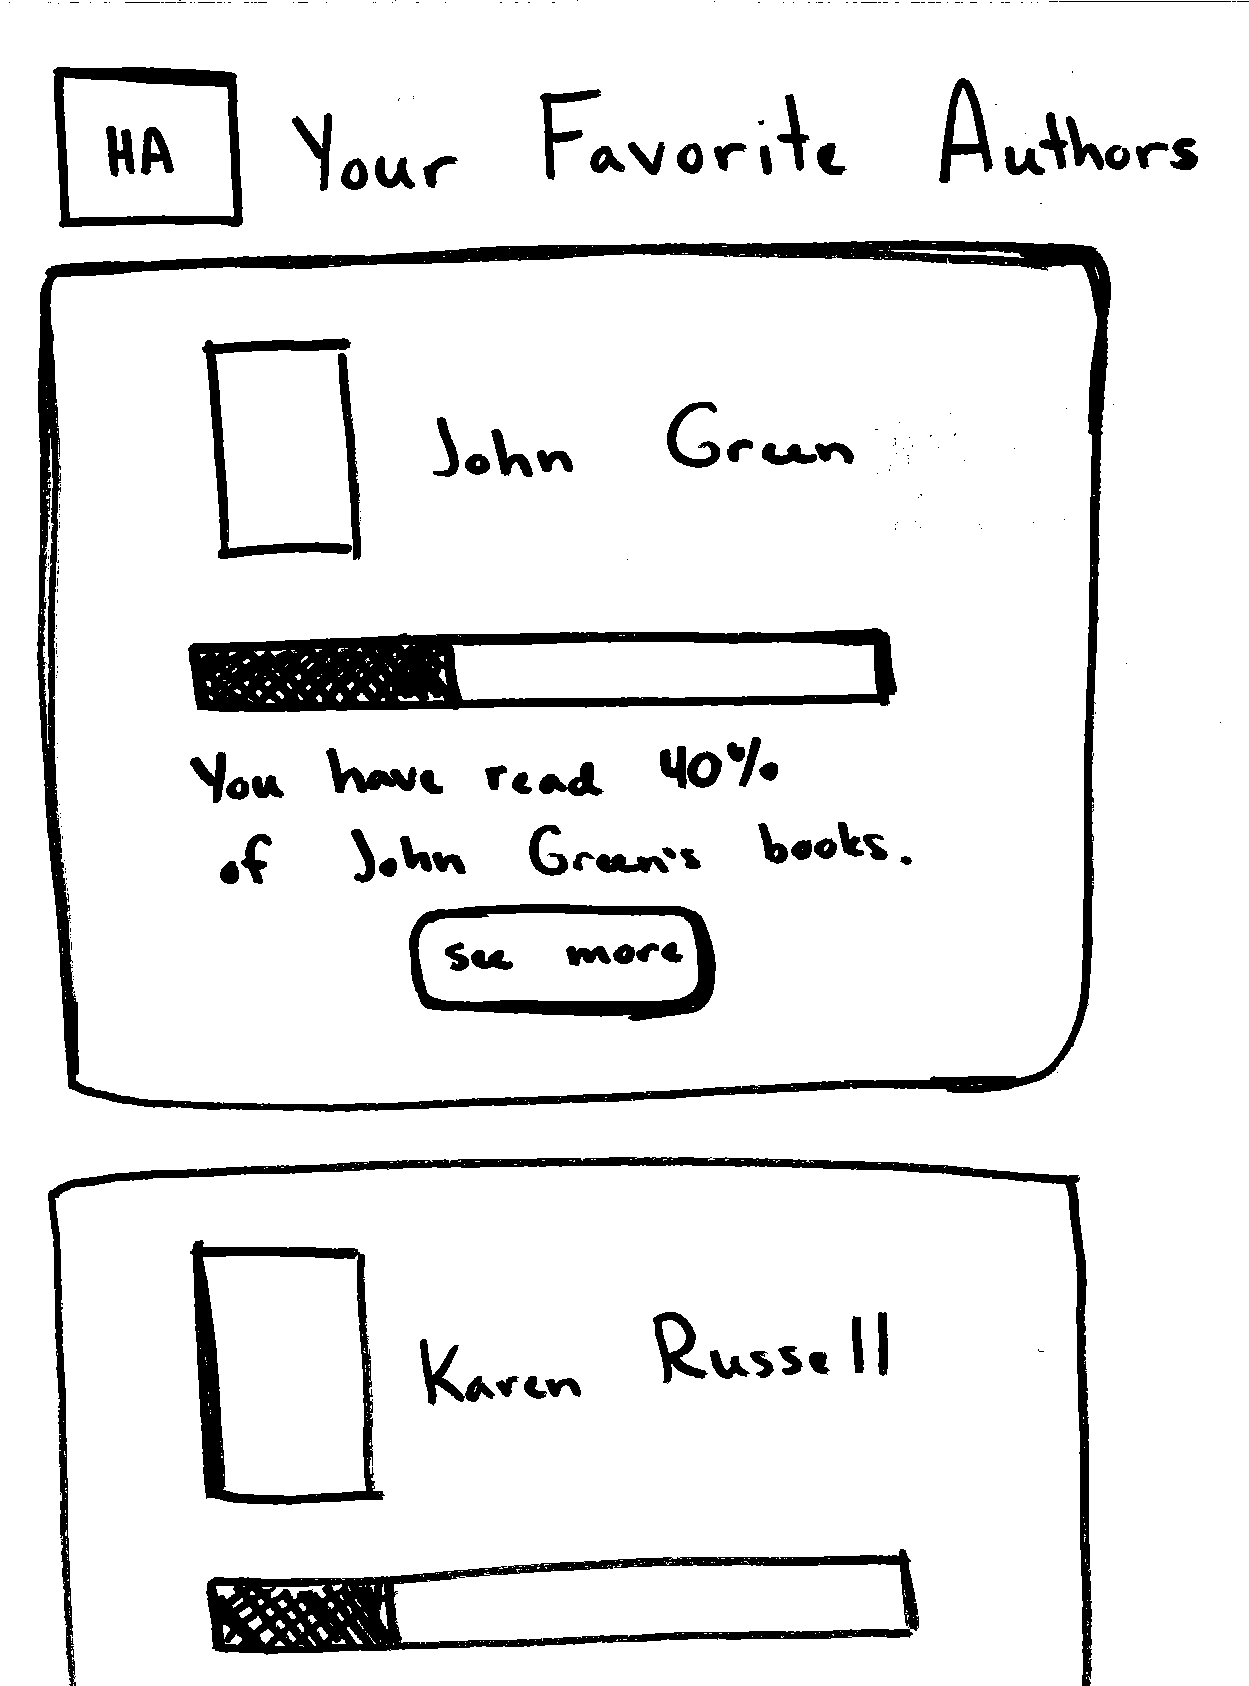 HA Your Favorite Authors
John Green
You have read 40%
of John Green's books.
see more
Karen Russell